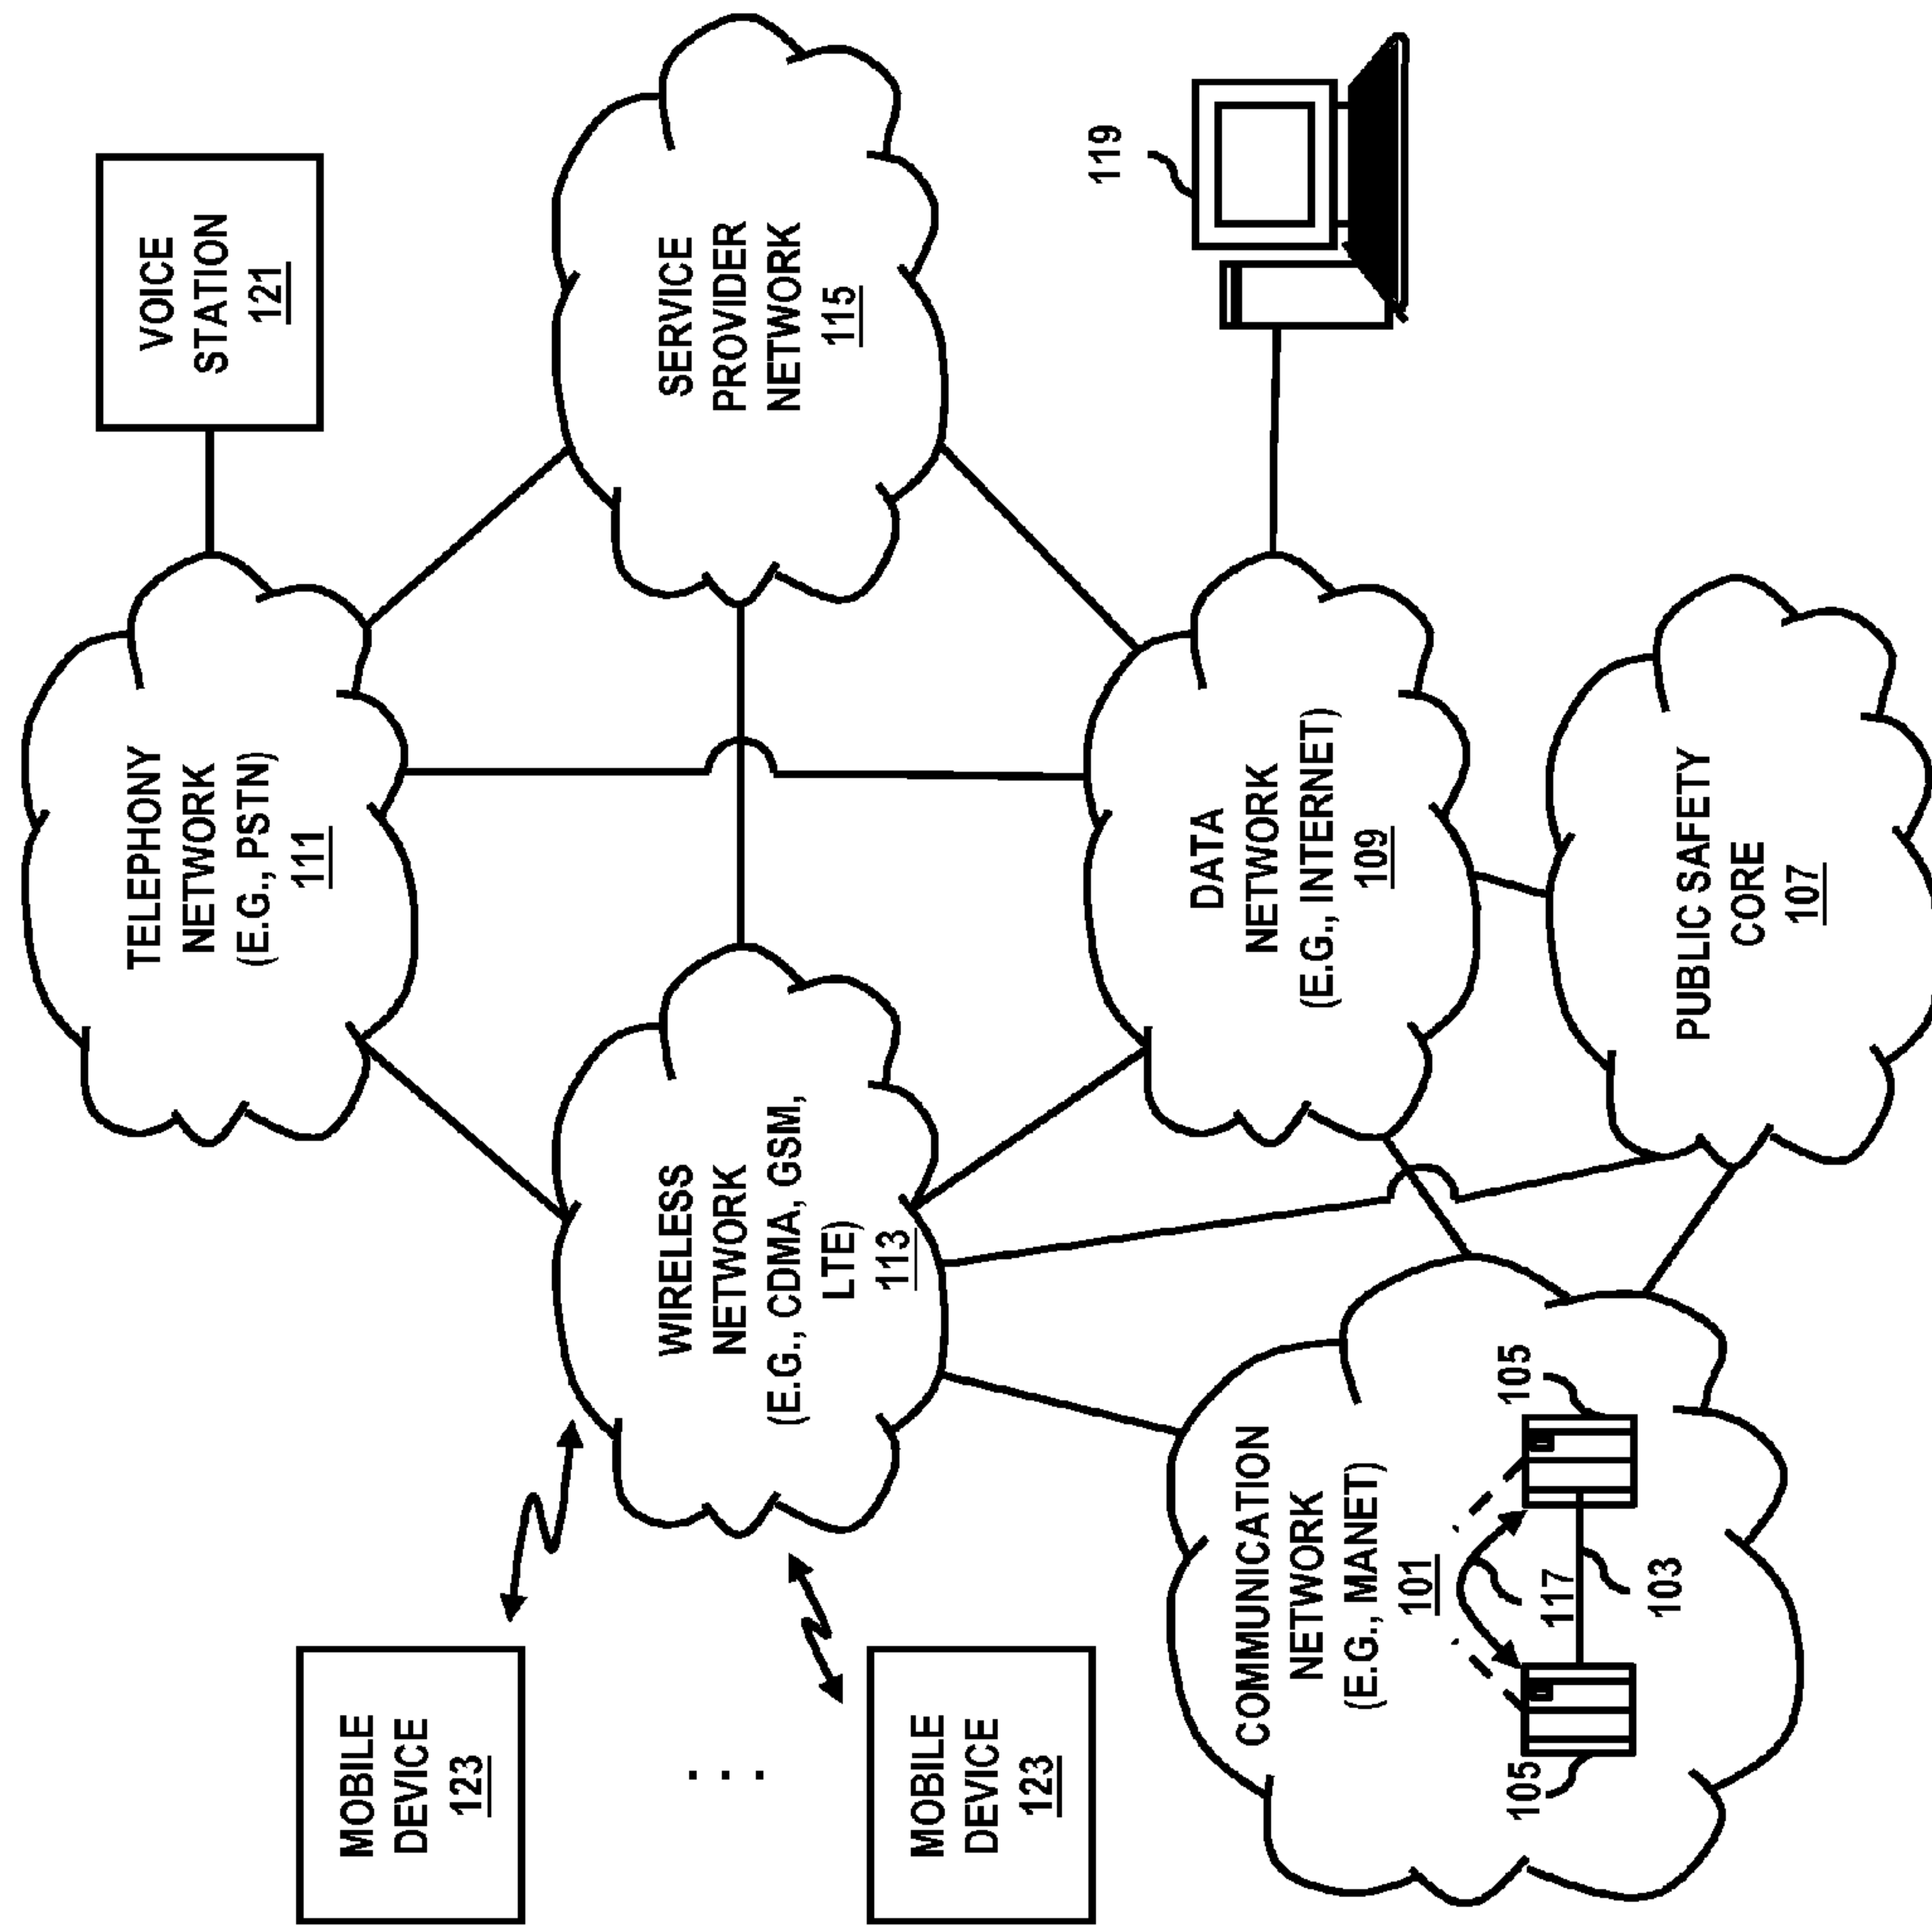 VOICE
STATION
121
TELEPHONY
NETWORK
(E.G., PSTN)
111
SERVICE
PROVIDER
NETWORK
115
119
MOBILE
DEVICE
123
. . .
MOBILE
DEVICE
123
WIRELESS
NETWORK
(E.G., CDMA, GSM,
LTE)
113
DATA
NETWORK
(E.G., INTERNET)
109
COMMUNICATION
NETWORK
(E.G., MANET)
101
105
105
117
103
PUBLIC SAFETY
CORE
107